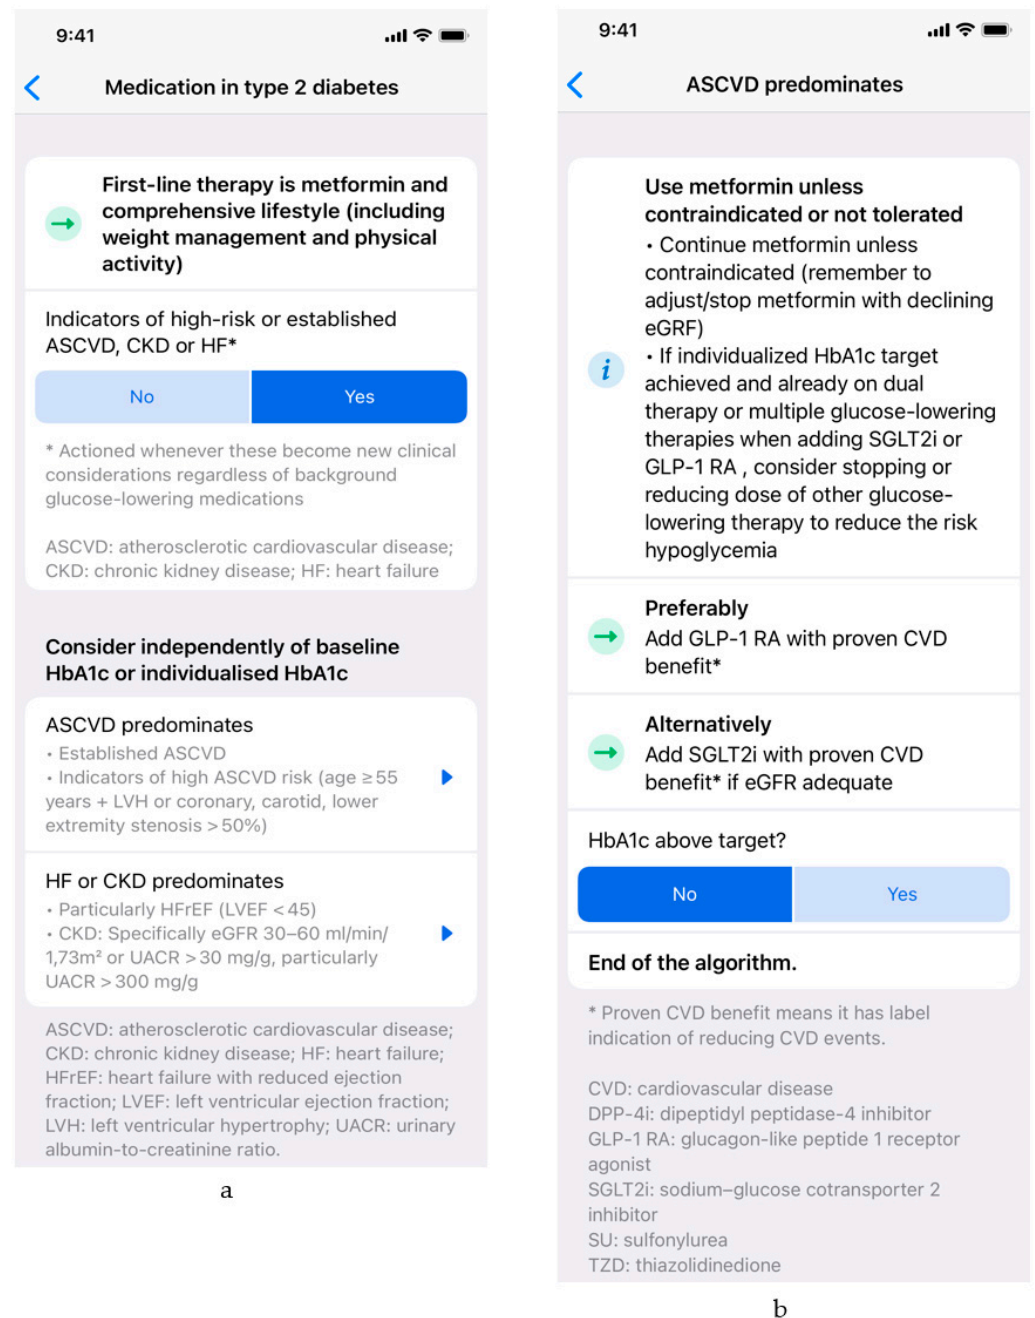 9:41
Medication in type 2 diabetes
First-line therapy is metformin and
comprehensive lifestyle (including
weight management and physical
activity)
Indicators of high-risk or established
ASCVD, CKD or HF*
No
Yes
* Actioned whenever these become new clinical
considerations regardless of background
glucose-lowering medications
ASCVD: atherosclerotic cardiovascular disease;
CKD: chronic kidney disease; HF: heart failure
Consider independently of baseline
HbA1c or individualised HbA1c
ASCVD predominates
• Established ASCVD
• Indicators of high ASCVD risk (age ≥ 55
years + LVH or coronary, carotid, lower
extremity stenosis > 50%)
HF or CKD predominates
• Particularly HFrEF (LVEF < 45)
• CKD: Specifically eGFR 30–60 ml/min/
1,73m² or UACR > 30 mg/g, particularly
UACR > 300 mg/g
ASCVD: atherosclerotic cardiovascular disease;
CKD: chronic kidney disease; HF: heart failure;
HFrEF: heart failure with reduced ejection
fraction; LVEF: left ventricular ejection fraction;
LVH: left ventricular hypertrophy; UACR: urinary
albumin-to-creatinine ratio.
a
9:41
ASCVD predominates
Use metformin unless
contraindicated or not tolerated
• Continue metformin unless
contraindicated (remember to
adjust/stop metformin with declining
eGRF)
i
• If individualized HbA1c target
achieved and already on dual
therapy or multiple glucose-lowering
therapies when adding SGLT2i or
GLP-1 RA , consider stopping or
reducing dose of other glucose-
lowering therapy to reduce the risk
hypoglycemia
Preferably
Add GLP-1 RA with proven CVD
benefit*
Alternatively
Add SGLT2i with proven CVD
benefit* if eGFR adequate
HbA1c above target?
No
Yes
End of the algorithm.
* Proven CVD benefit means it has label
indication of reducing CVD events.
CVD: cardiovascular disease
DPP-4i: dipeptidyl peptidase-4 inhibitor
GLP-1 RA: glucagon-like peptide 1 receptor
agonist
SGLT2i: sodium–glucose cotransporter 2
inhibitor
SU: sulfonylurea
TZD: thiazolidinedione
b